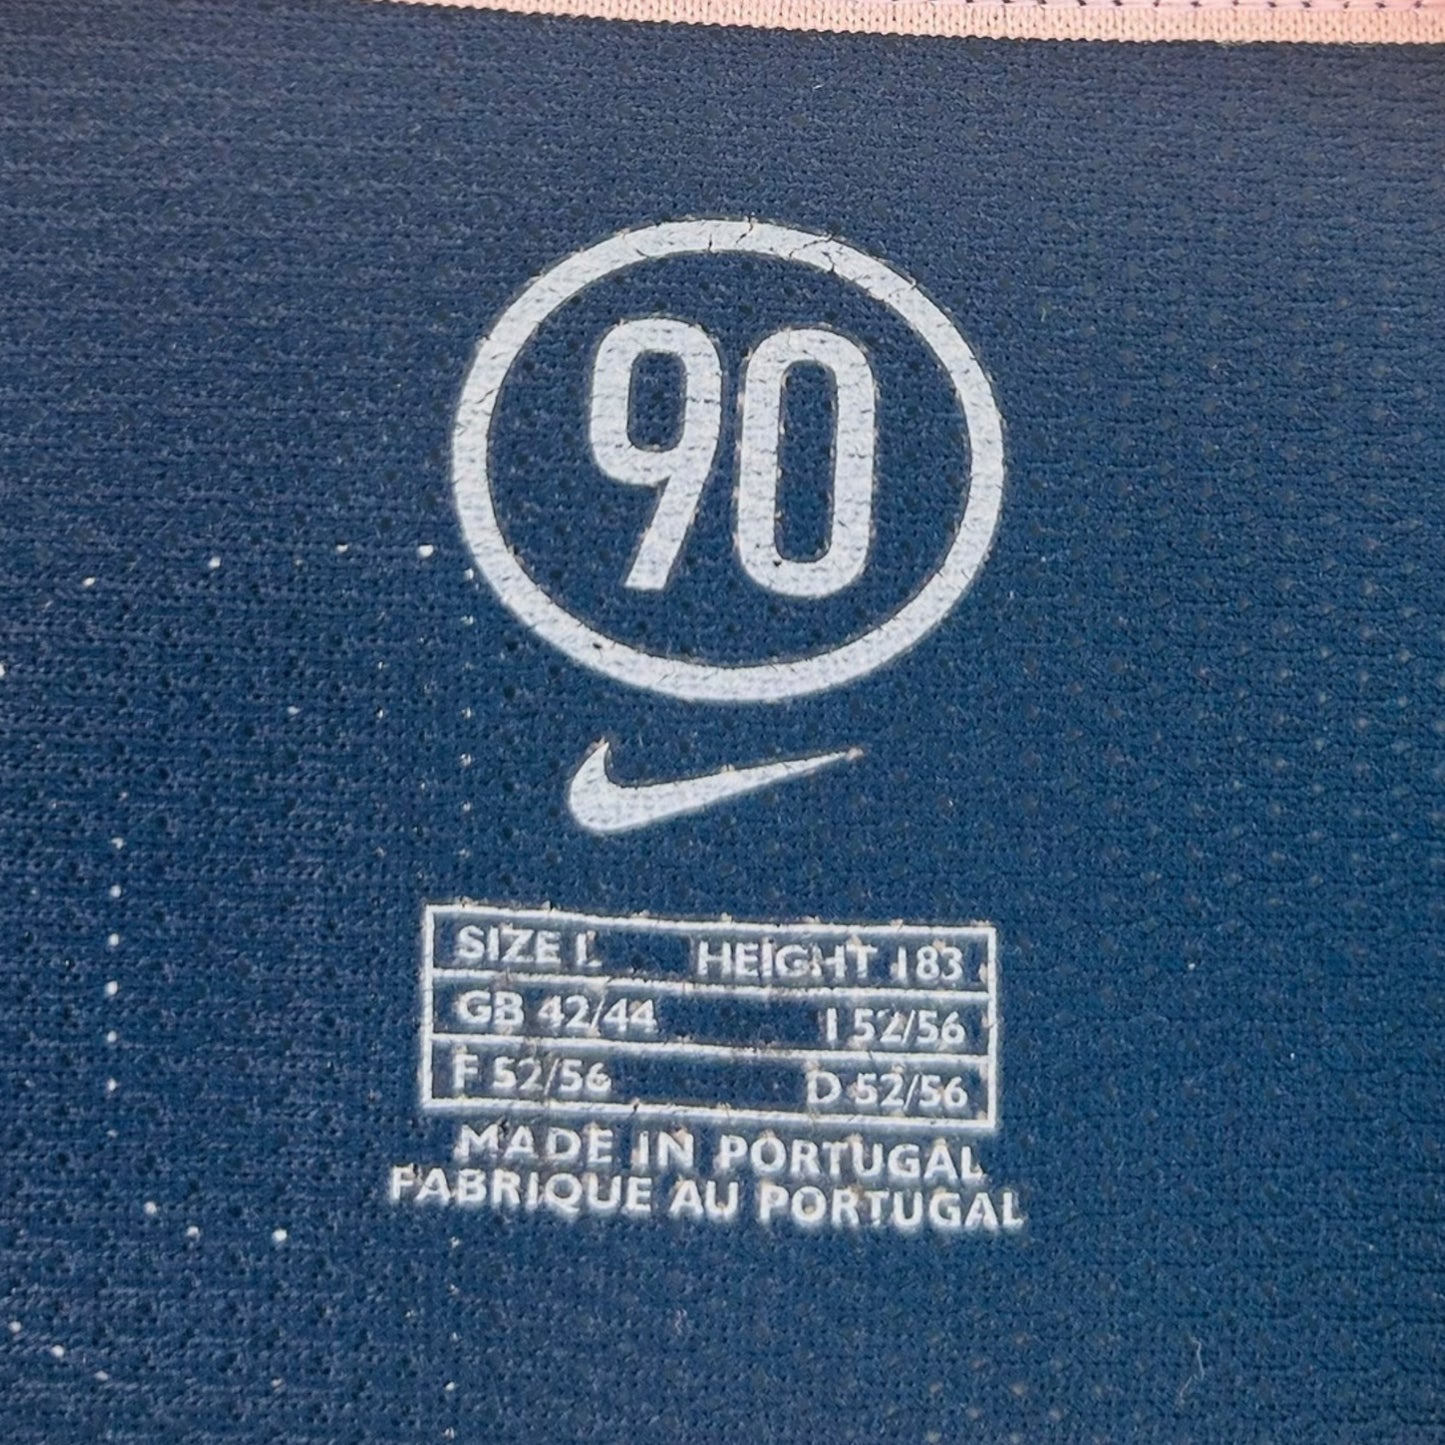 90
SIZE L HEIGHT 183
GB 42/44 I 52/56
F 52/56 D 52/56
MADE IN PORTUGAL
FABRIQUE AU PORTUGAL